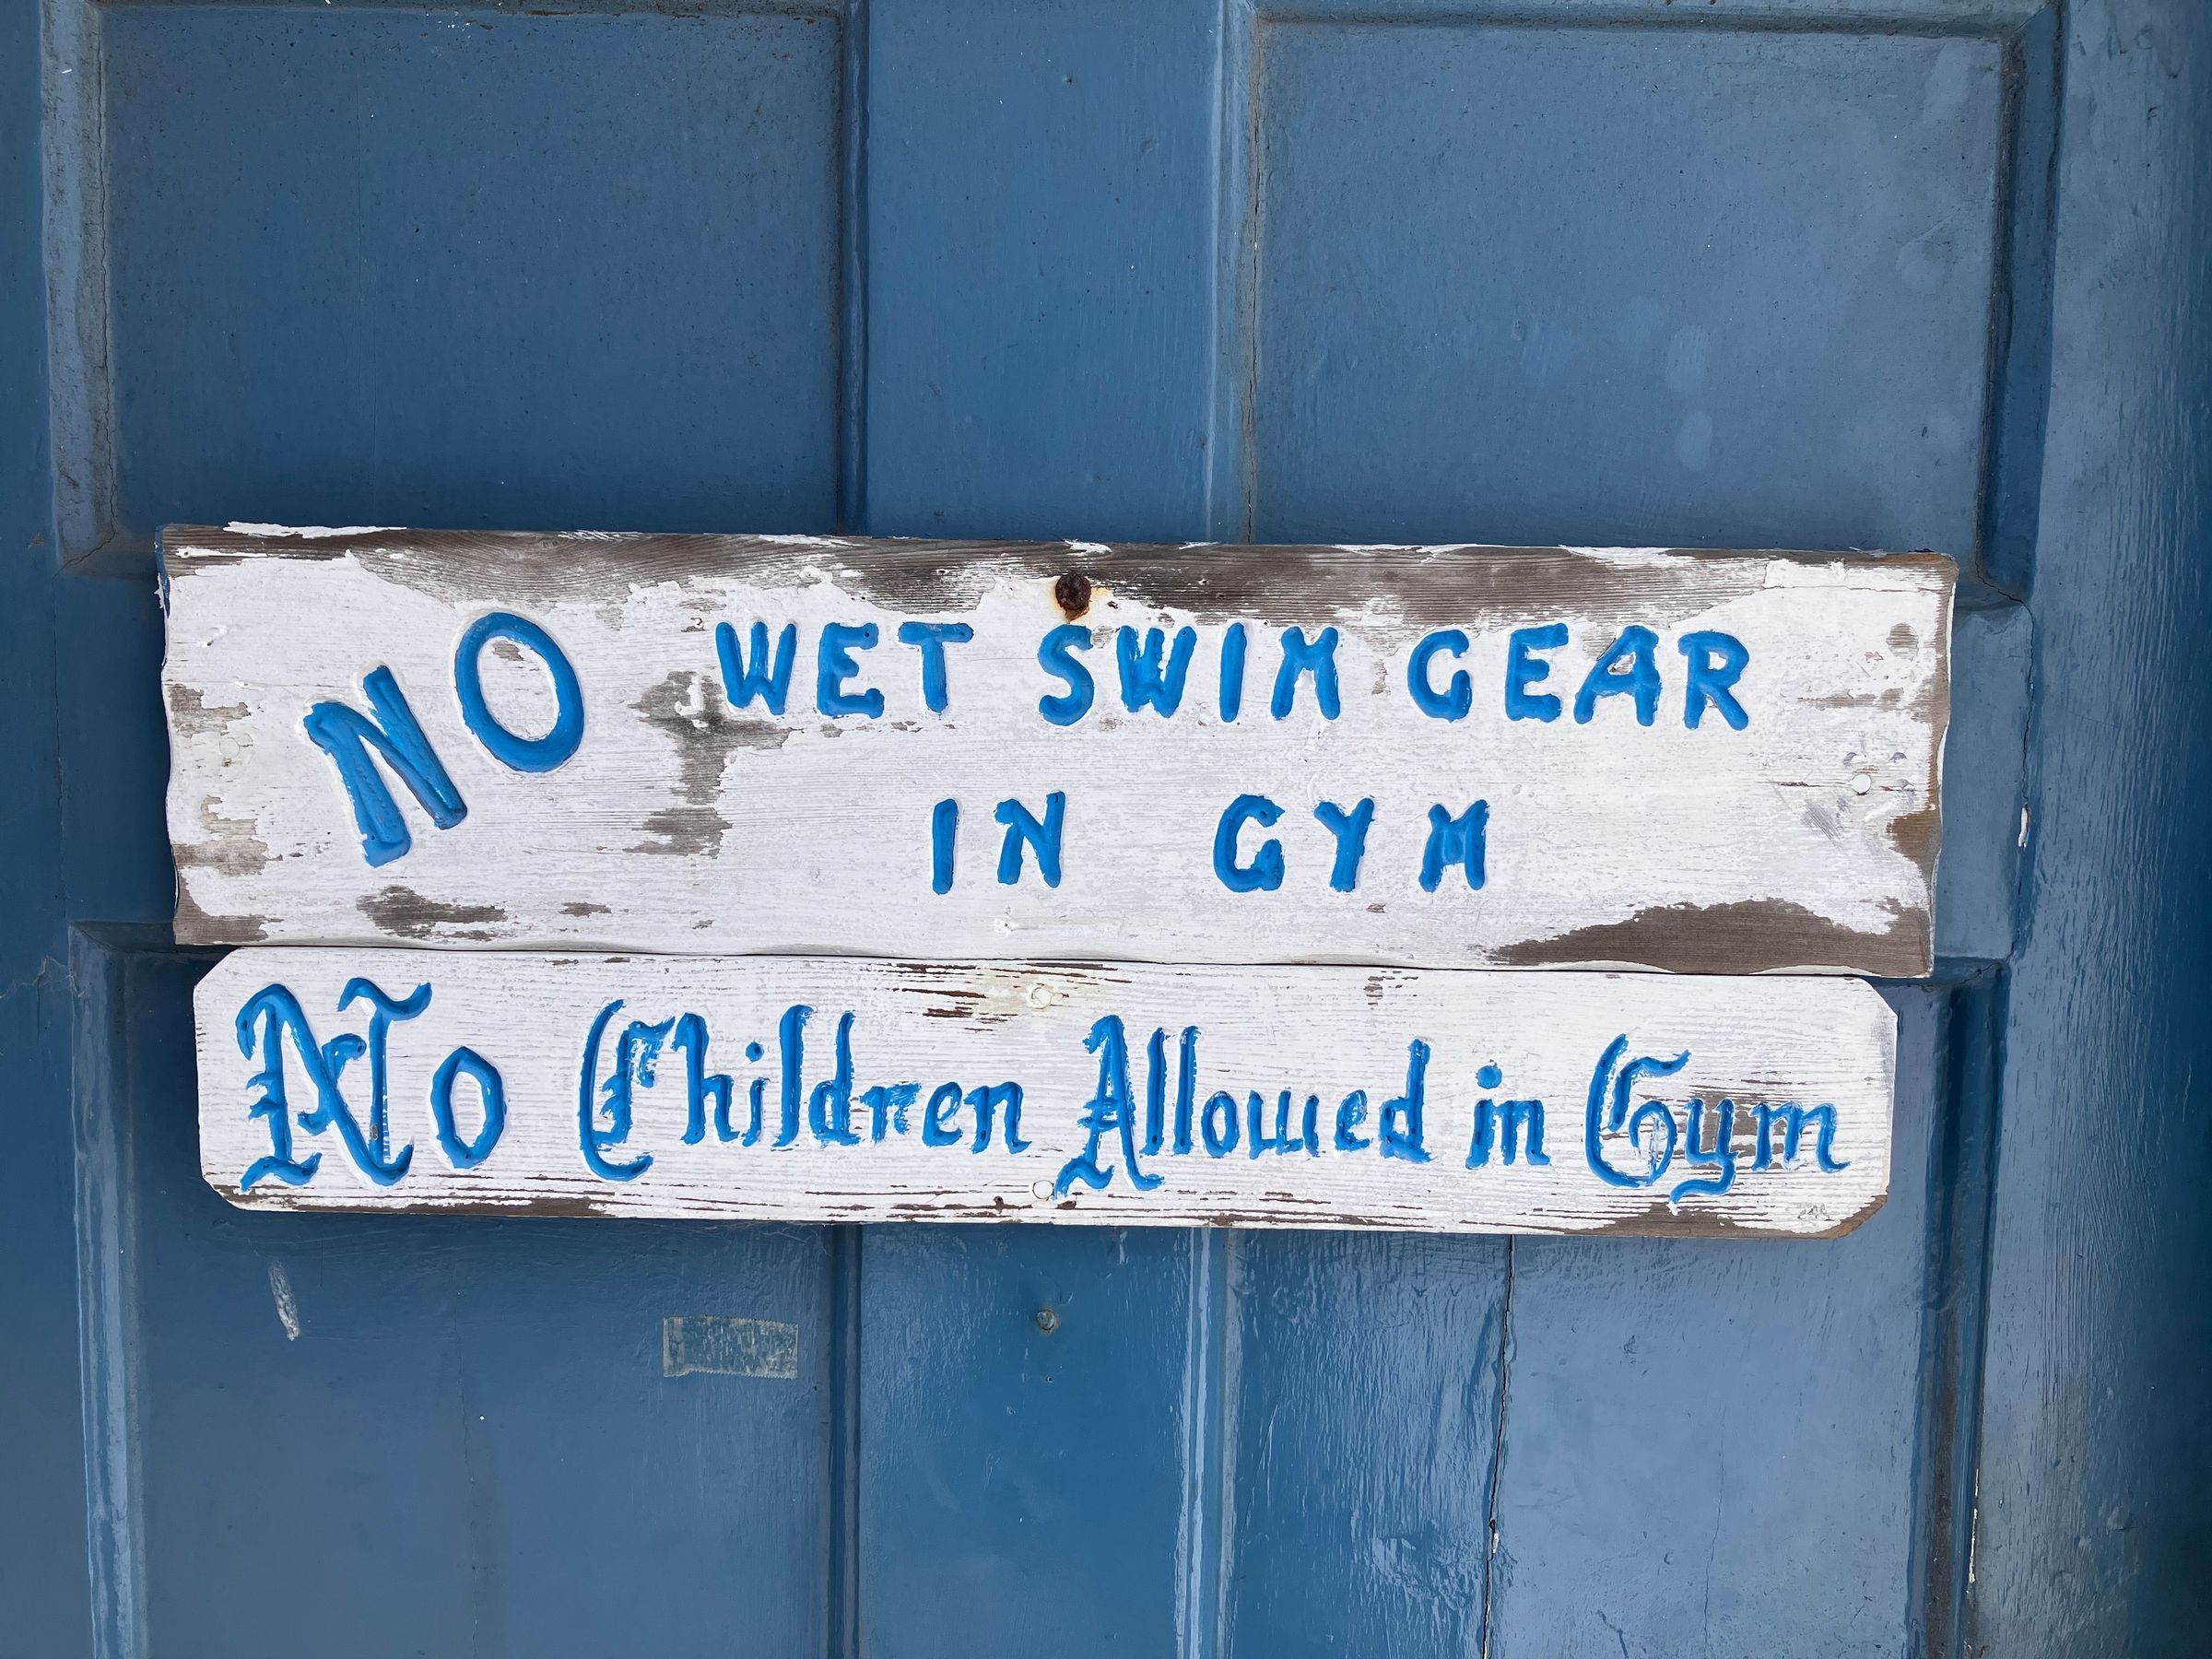 NO WET SWIM GEAR
IN GYM
No Children Allowed in Gym